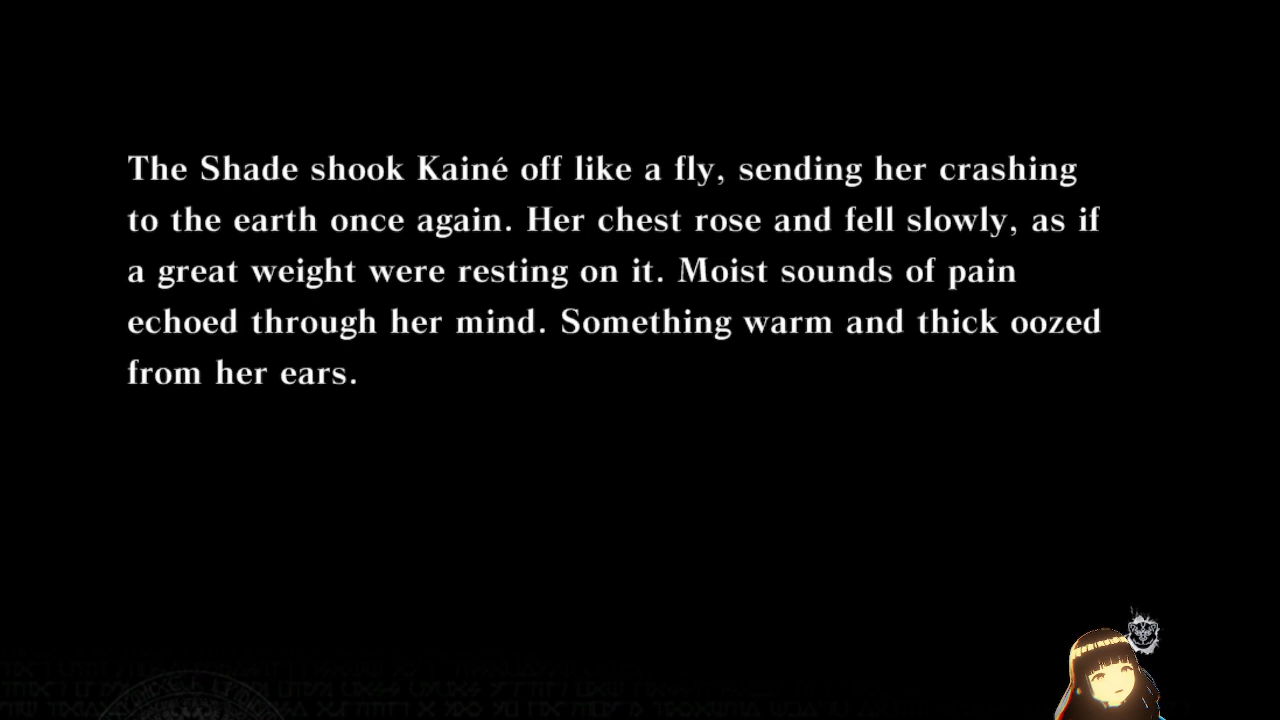 The Shade shook Kainé off like a fly, sending her crashing
to the earth once again. Her chest rose and fell slowly, as if
a great weight were resting on it. Moist sounds of pain
echoed through her mind. Something warm and thick oozed
from her ears.